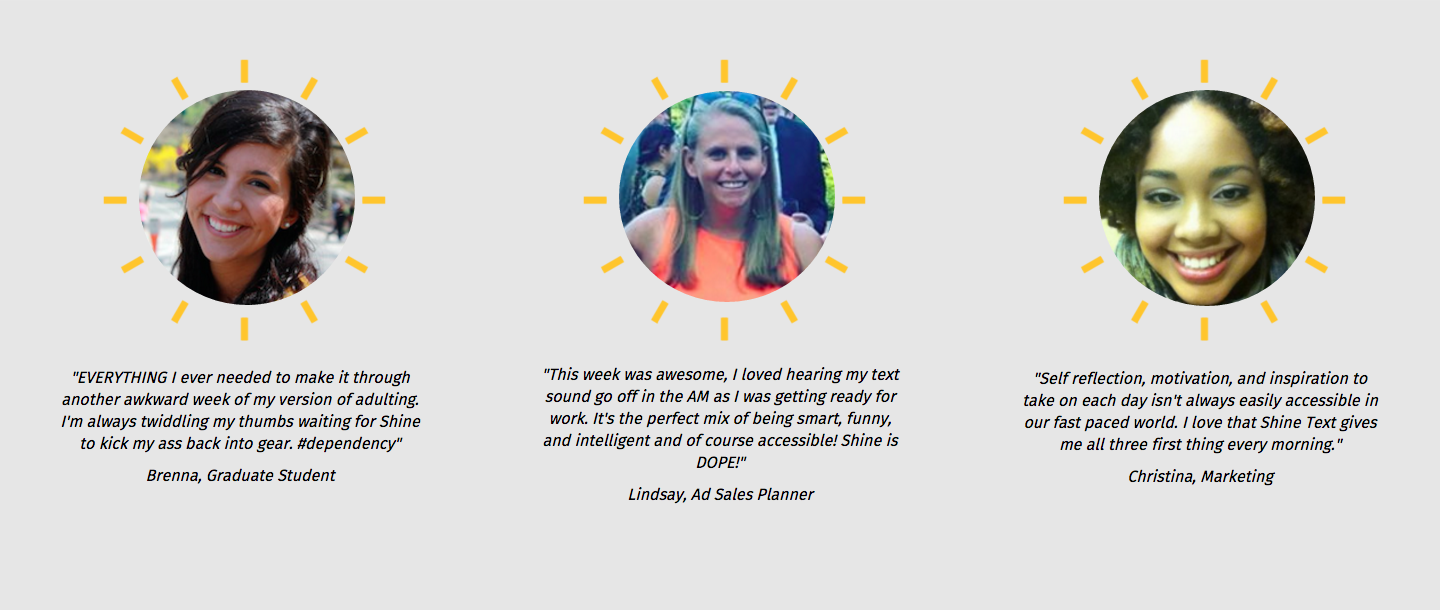 "EVERYTHING I ever needed to make it through
another awkward week of my version of adulting.
I'm always twiddling my thumbs waiting for Shine
to kick my ass back into gear. #dependency"
Brenna, Graduate Student
"This week was awesome, I loved hearing my text
sound go off in the AM as I was getting ready for
work. It's the perfect mix of being smart, funny,
and intelligent and of course accessible! Shine is
DOPE!"
Lindsay, Ad Sales Planner
"Self reflection, motivation, and inspiration to
take on each day isn't always easily accessible in
our fast paced world. I love that Shine Text gives
me all three first thing every morning."
Christina, Marketing